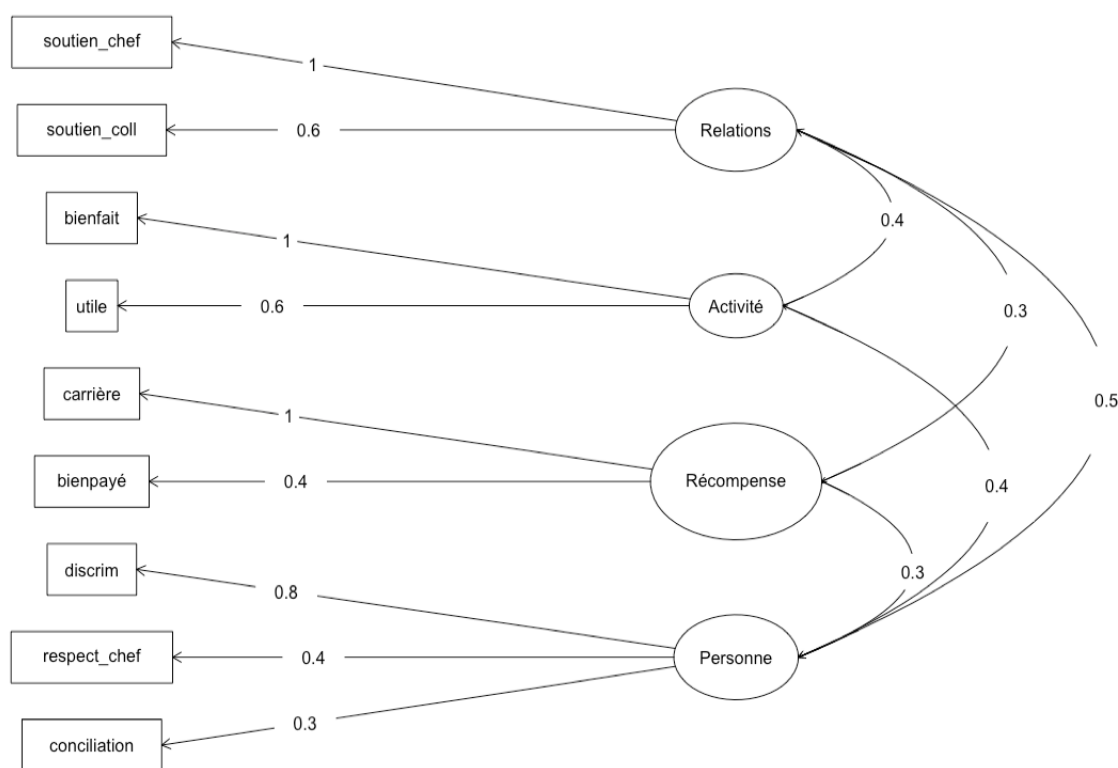 soutien_chef
1
soutien_coll
0.6
Relations
bienfait
1
0.4
utile
0.6
Activité
0.3
carrière
1
0.5
bienpayé
0.4
Récompense
0.4
discrim
0.8
0.3
respect_chef
0.4
Personne
conciliation
0.3